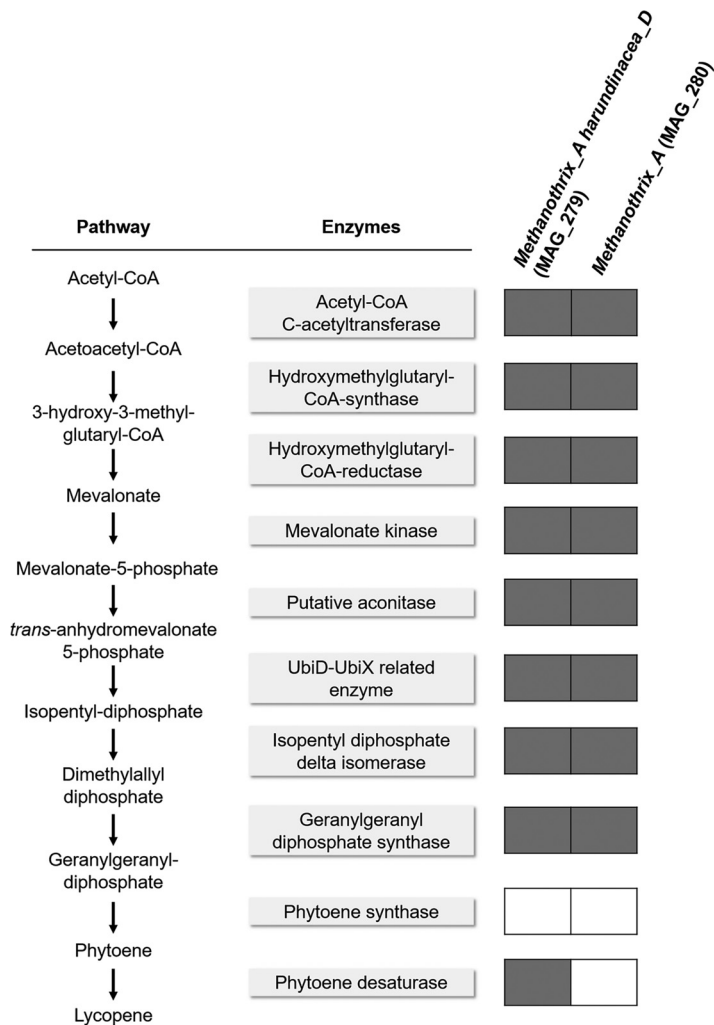 Methanothrix_A harundinacea_D
(MAG_279)
Methanothrix_A (MAG_280)
Pathway
Enzymes
Acetyl-CoA
Acetyl-CoA
C-acetyltransferase
Acetoacetyl-CoA
Hydroxymethylglutaryl-
CoA-synthase
3-hydroxy-3-methyl-
glutaryl-CoA
Hydroxymethylglutaryl-
CoA-reductase
Mevalonate
Mevalonate kinase
Mevalonate-5-phosphate
Putative aconitase
trans-anhydromevalonate
5-phosphate
UbiD-UbiX related
enzyme
Isopentyl-diphosphate
Isopentyl diphosphate
delta isomerase
Dimethylallyl
diphosphate
Geranylgeranyl
diphosphate synthase
Geranylgeranyl-
diphosphate
Phytoene synthase
Phytoene
Phytoene desaturase
Lycopene